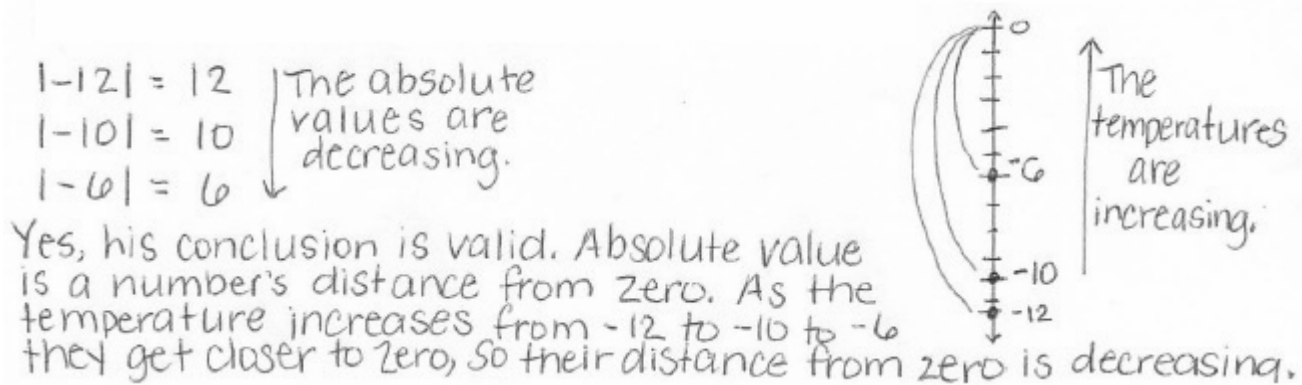 |-12| = 12
|-10| = 10
|-6| = 6
The absolute
values are
decreasing.
0
-6
-10
-12
The
temperatures
are
increasing.
Yes, his conclusion is valid. Absolute value
is a number's distance from zero. As the
temperature increases from -12 to -10 to -6
they get closer to zero, so their distance from zero is decreasing.